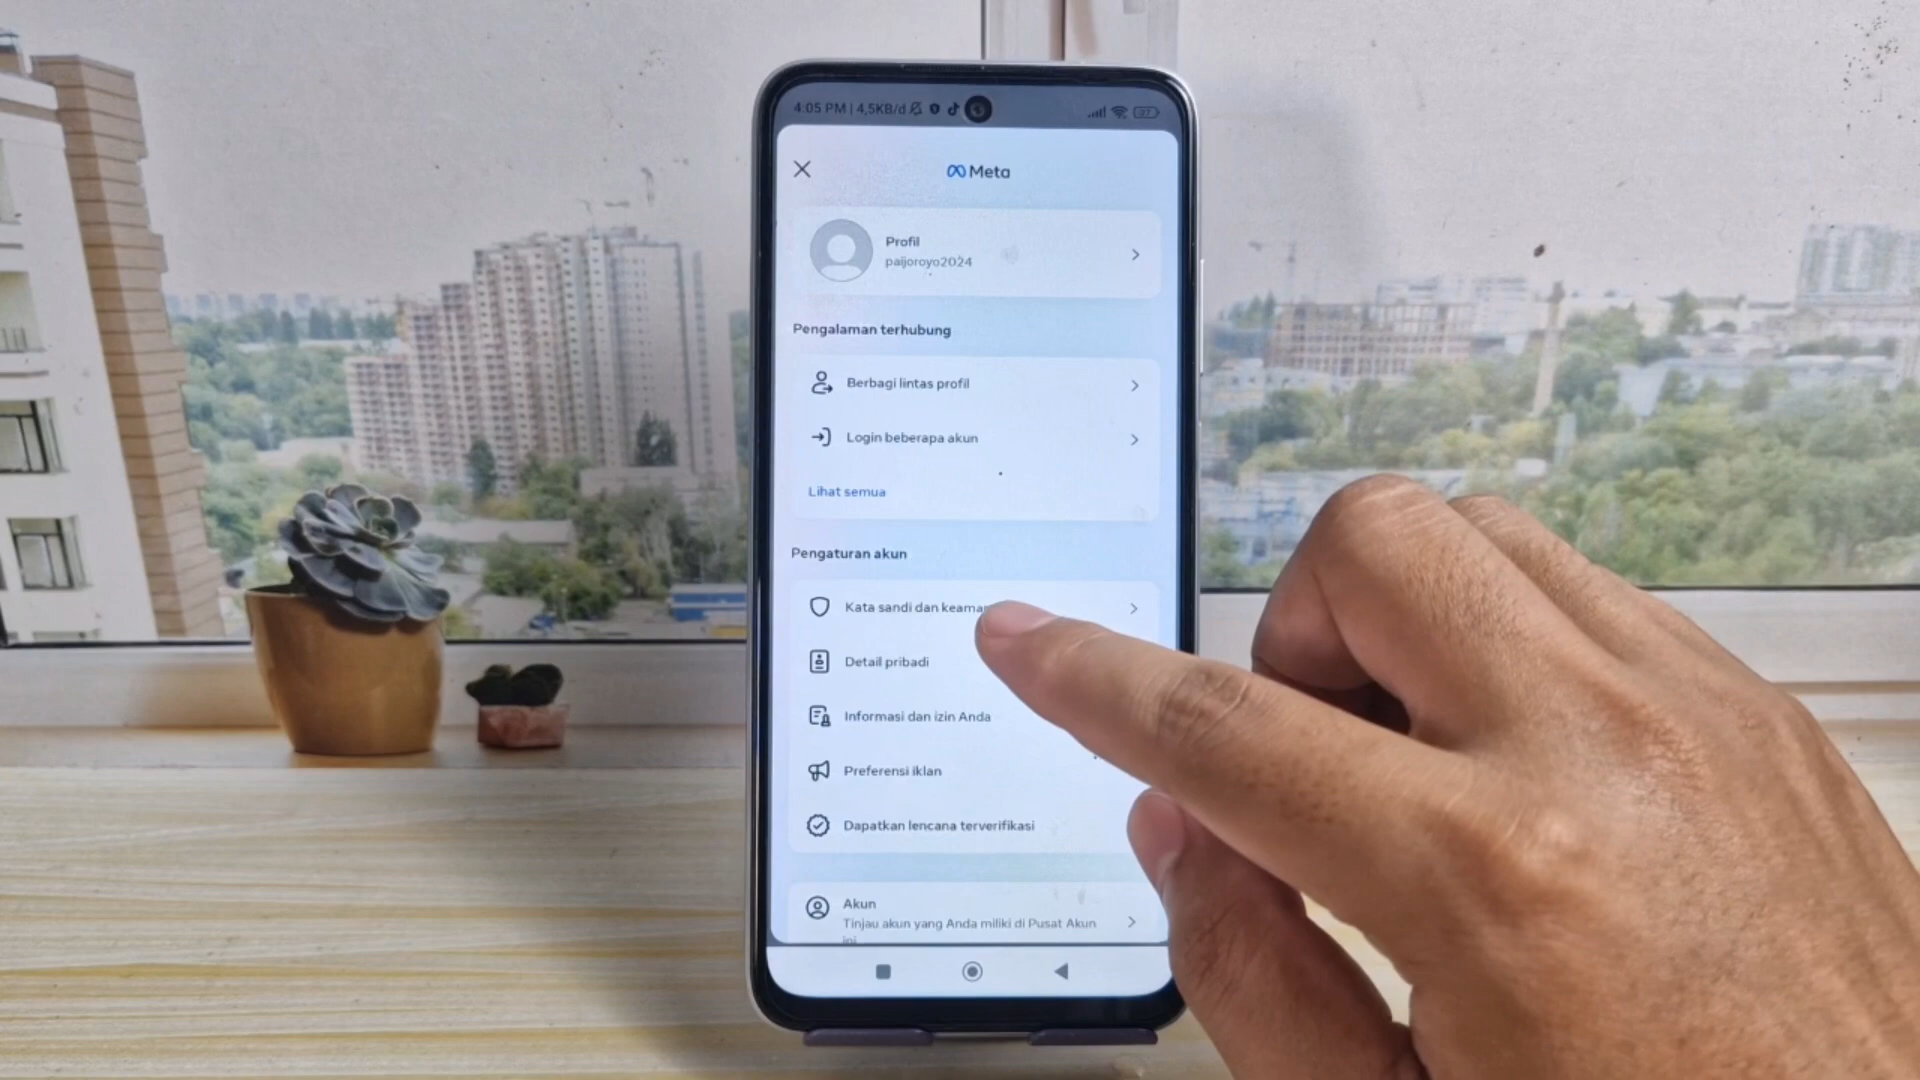 4:05 PM | 4,5KB/d
27
Meta
Profil
paijoroyo2024
Pengalaman terhubung
Berbagi lintas profil
Login beberapa akun
Lihat semua
Pengaturan akun
Kata sandi dan keama
Detail pribadi
Informasi dan izin Anda
Preferensi iklan
Dapatkan lencana terverifikasi
Akun
Tinjau akun yang Anda miliki di Pusat Akun
ini